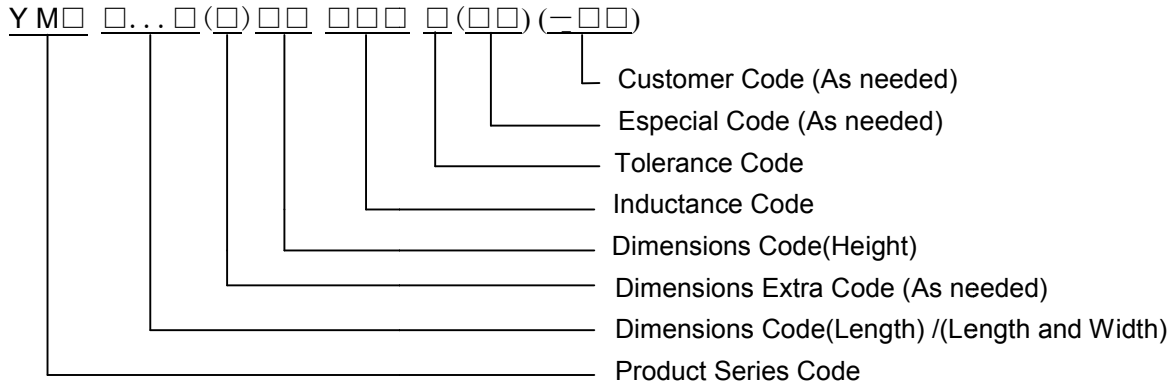 YM□ □...□(□)□□ □□□ □(□□)(-□□)
Customer Code (As needed)
Especial Code (As needed)
Tolerance Code
Inductance Code
Dimensions Code(Height)
Dimensions Extra Code (As needed)
Dimensions Code(Length) /(Length and Width)
Product Series Code